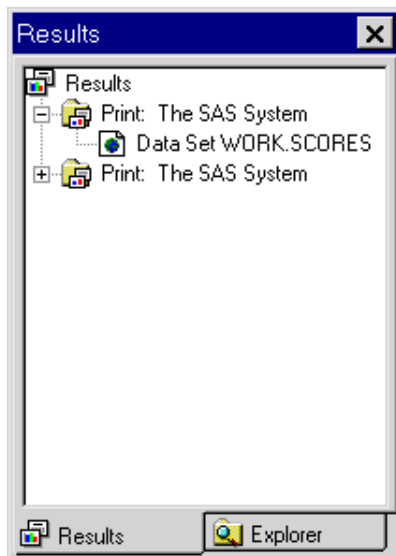 Results
Results
Print: The SAS System
Data Set WORK.SCORES
Print: The SAS System
Results
Explorer